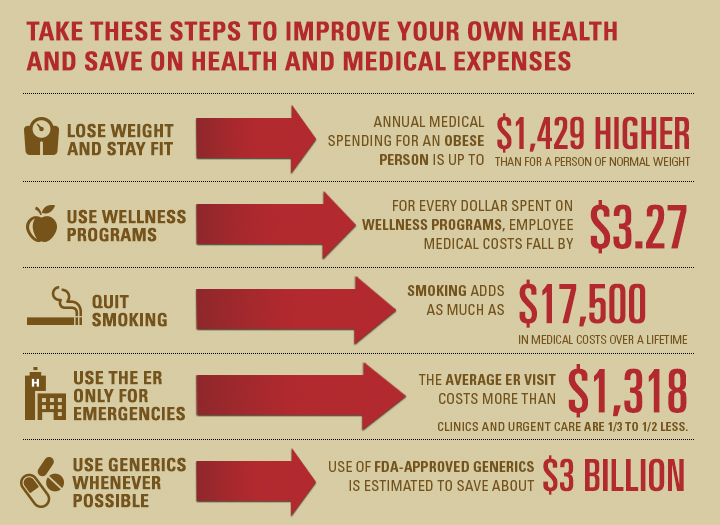 TAKE THESE STEPS TO IMPROVE YOUR OWN HEALTH
AND SAVE ON HEALTH AND MEDICAL EXPENSES
LOSE WEIGHT
AND STAY FIT
ANNUAL MEDICAL
SPENDING FOR AN OBESE
PERSON IS UP TO
$1,429 HIGHER
THAN FOR A PERSON OF NORMAL WEIGHT
USE WELLNESS
PROGRAMS
FOR EVERY DOLLAR SPENT ON
WELLNESS PROGRAMS, EMPLOYEE
MEDICAL COSTS FALL BY
$3.27
QUIT
SMOKING
SMOKING ADDS
AS MUCH AS
$17,500
IN MEDICAL COSTS OVER A LIFETIME
H
USE THE ER
ONLY FOR
EMERGENCIES
THE AVERAGE ER VISIT
COSTS MORE THAN
$1,318
CLINICS AND URGENT CARE ARE 1/3 TO 1/2 LESS.
USE GENERICS
WHENEVER
POSSIBLE
USE OF FDA-APPROVED GENERICS
IS ESTIMATED TO SAVE ABOUT
$3 BILLION